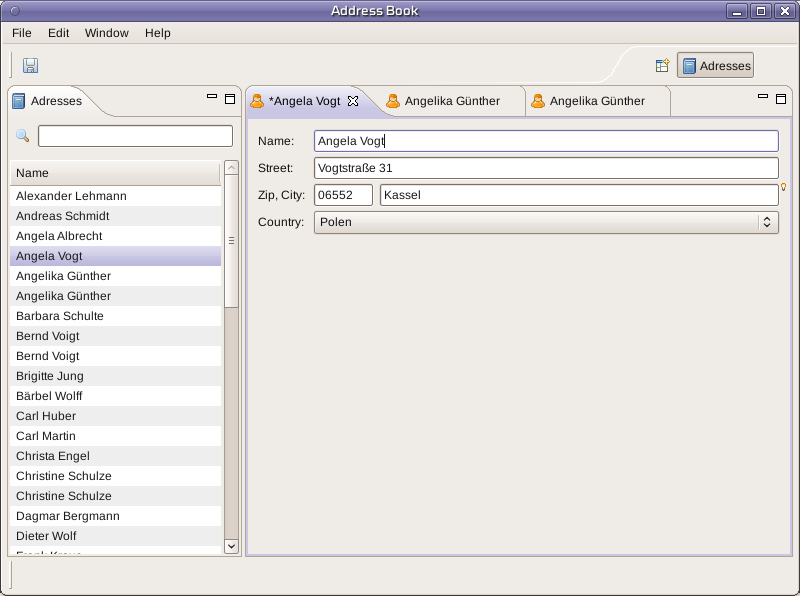 Address Book
File Edit Window Help
Adresses
Adresses
*Angela Vogt
Angelika Günther
Angelika Günther
Name
Alexander Lehmann
Andreas Schmidt
Angela Albrecht
Angela Vogt
Angelika Günther
Angelika Günther
Barbara Schulte
Bernd Voigt
Bernd Voigt
Brigitte Jung
Bärbel Wolff
Carl Huber
Carl Martin
Christa Engel
Christine Schulze
Christine Schulze
Dagmar Bergmann
Dieter Wolf
Name: Angela Vogt
Street: Vogtstraße 31
Zip, City: 06552 Kassel
Country: Polen